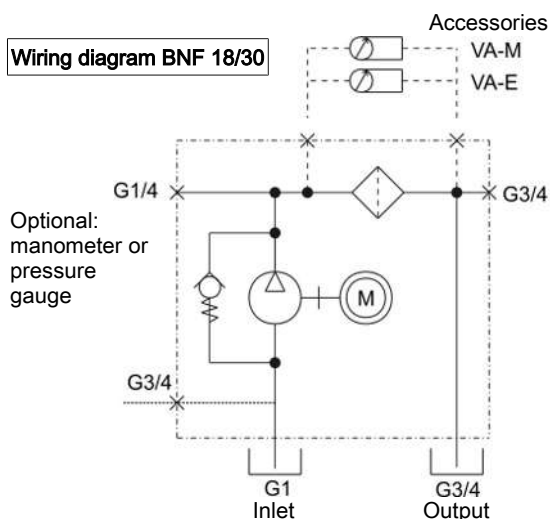 Accessories
Wiring diagram BNF 18/30
VA-M
VA-E
G1/4
G3/4
Optional:
manometer or
pressure
gauge
M
G3/4
G1
Inlet
G3/4
Output